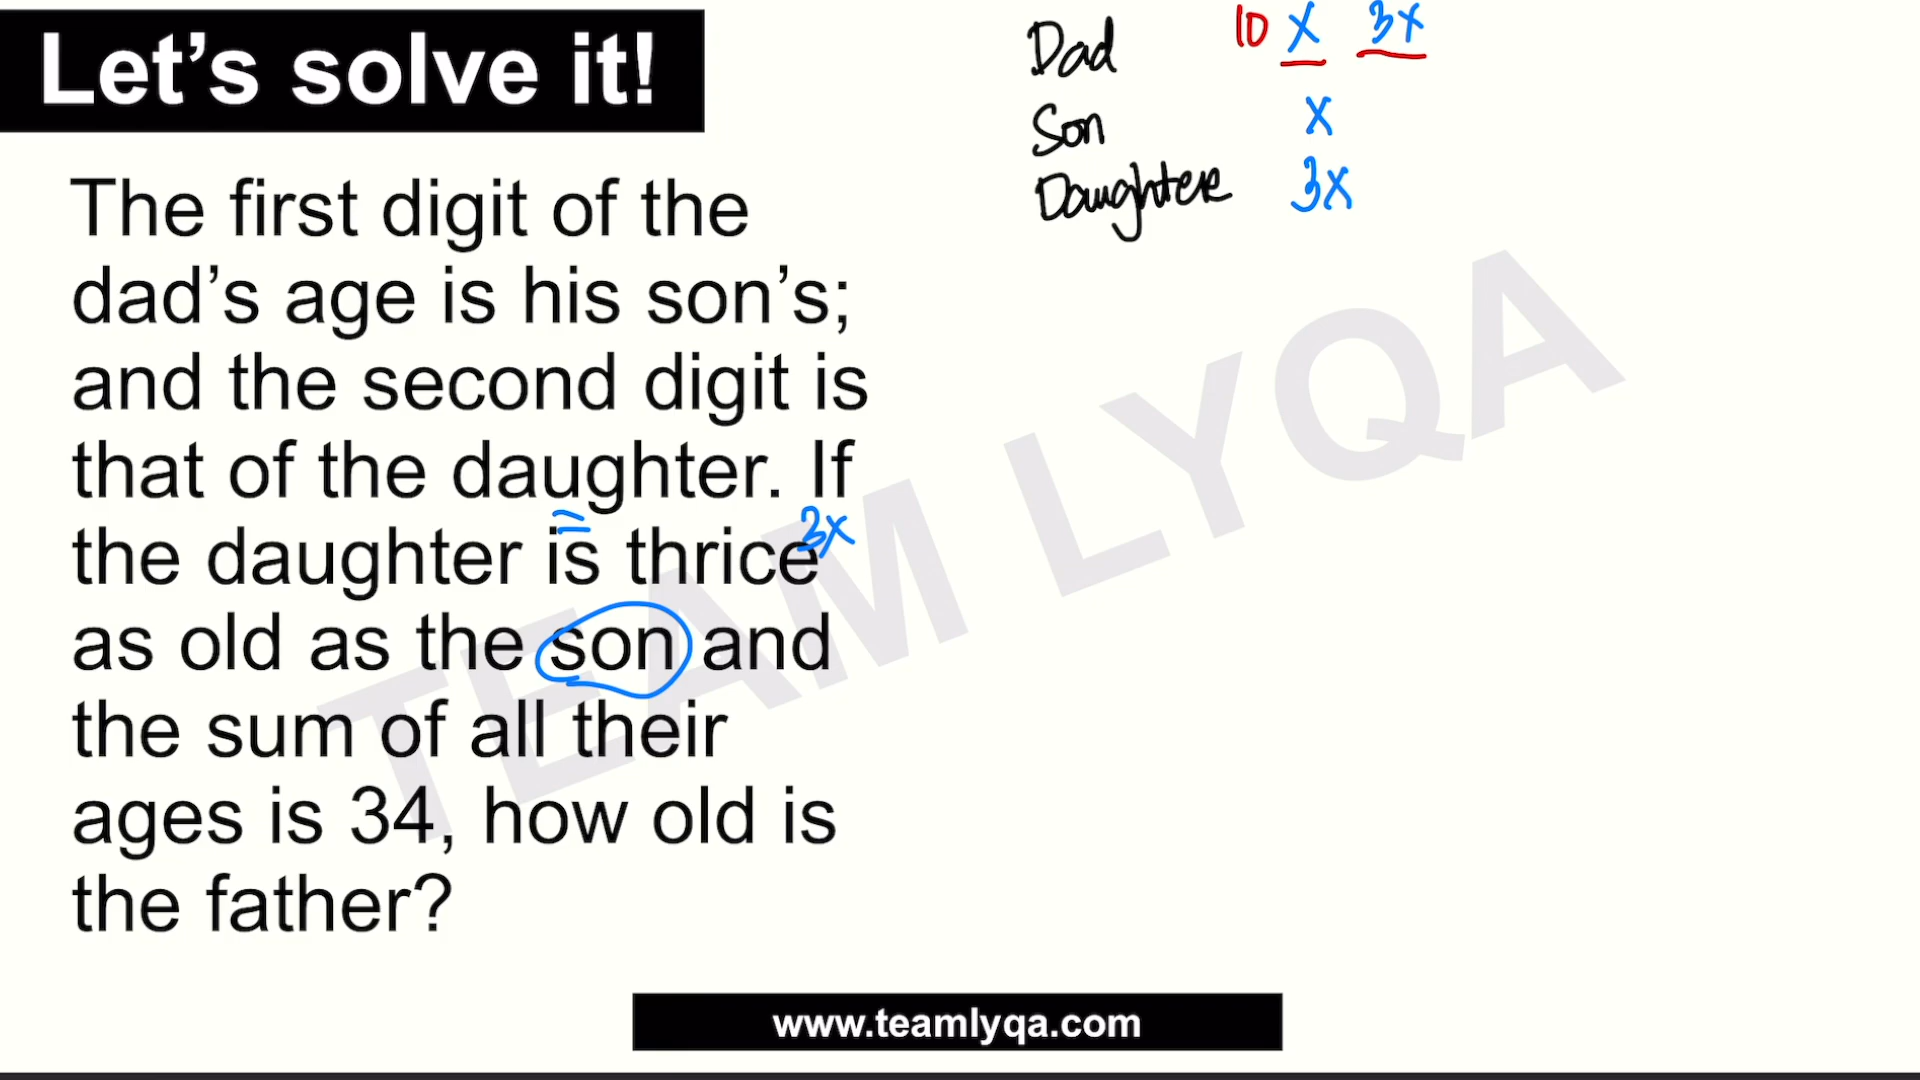 Let's solve it!
The first digit of the
dad's age is his son's;
and the second digit is
that of the daughter. If
=
3x
the daughter is thrice
as old as the son and
the sum of all their
ages is 34, how old is
the father?
Dad 10 x 3x
Son x
Daughter 3x
TEAM LYQA
www.teamlyqa.com